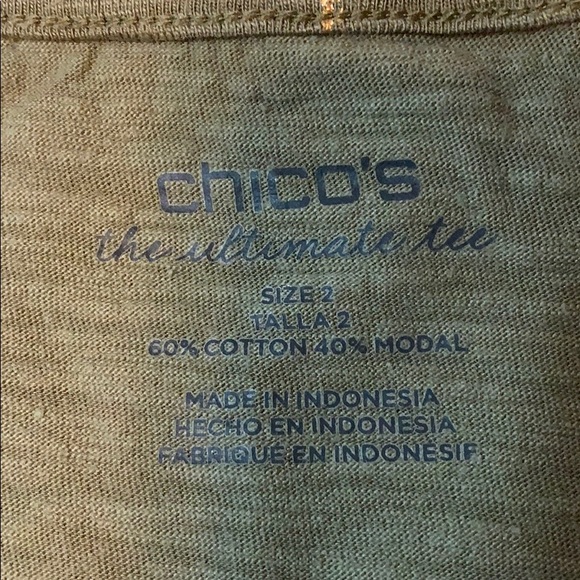 chico's
the ultimate tee
SIZE 2
TALLA 2
60% COTTON 40% MODAL
MADE IN INDONESIA
HECHO EN INDONESIA
FABRIQUÉ EN INDONESIE